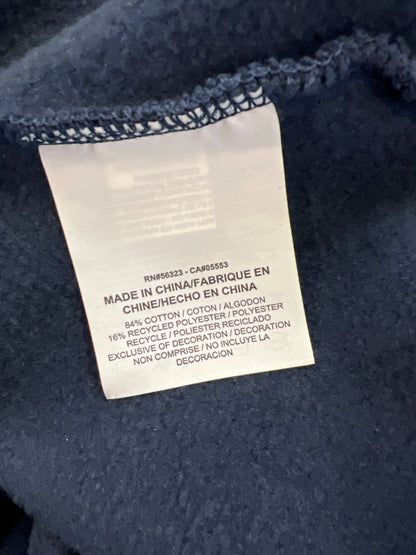 RN#56323 - CA#05553
MADE IN CHINA/FABRIQUE EN
CHINE/HECHO EN CHINA
84% COTTON / COTON / ALGODON
16% RECYCLED POLYESTER / POLYESTER
RECYCLE / POLIESTER RECICLADO
EXCLUSIVE OF DECORATION / DECORATION
NON COMPRISE / NO INCLUYE LA
DECORACION